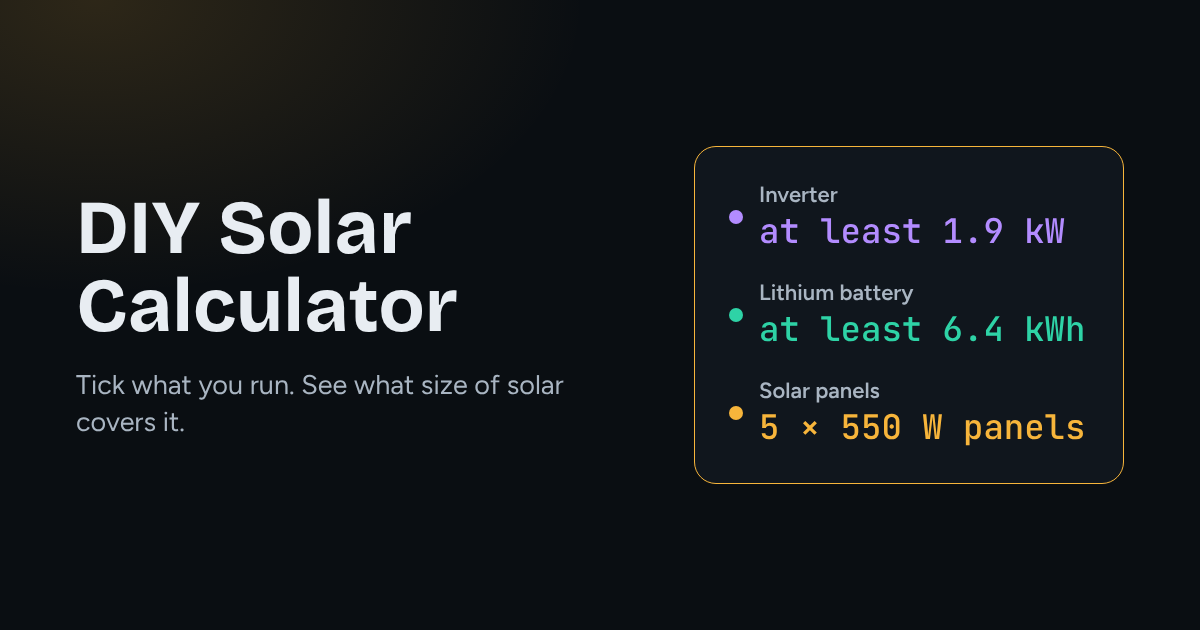 DIY Solar
Calculator
Tick what you run. See what size of solar
covers it.
Inverter
at least 1.9 kW
Lithium battery
at least 6.4 kWh
Solar panels
5 × 550 W panels